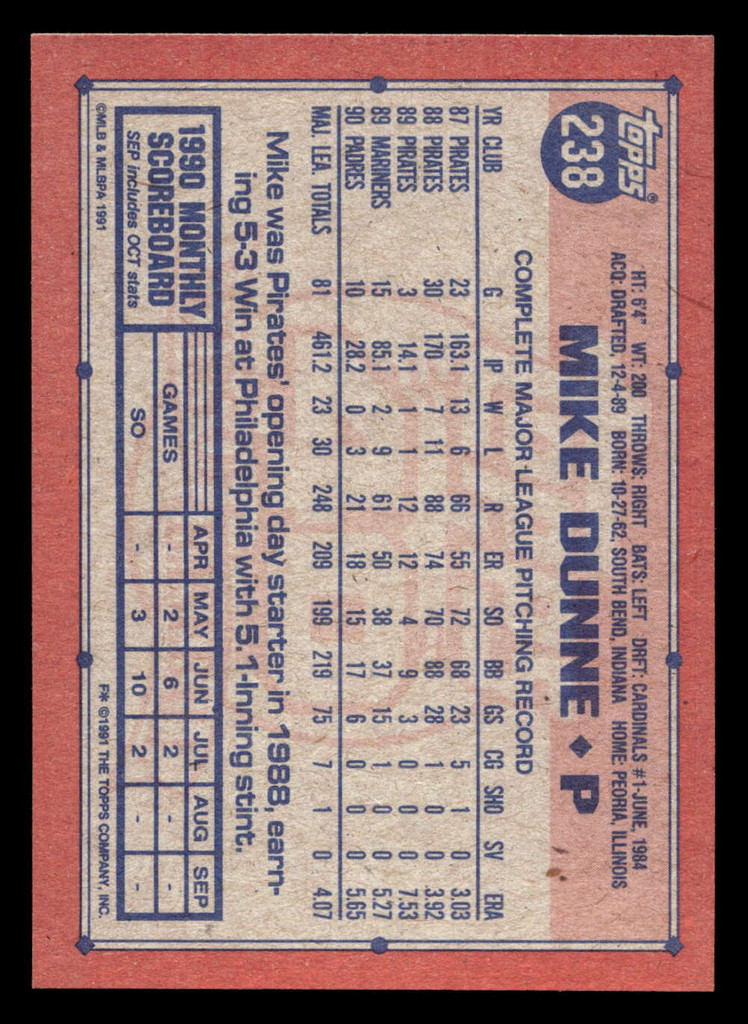 TOPPS®
238
HT: 6'4" WT: 200 THROWS: RIGHT BATS: LEFT DRFT: CARDINALS #1-JUNE, 1984
ACQ: DRAFTED, 12-4-89 BORN: 10-27-62, SOUTH BEND, INDIANA HOME: PEORIA, ILLINOIS
MIKE DUNNE ♦ P
COMPLETE MAJOR LEAGUE PITCHING RECORD
YR CLUB G IP W L R ER SO BB GS CG SHO SV ERA
87 PIRATES 23 163.1 13 6 66 55 72 68 23 5 1 0 3.03
88 PIRATES 30 170 7 11 88 74 70 88 28 1 0 0 3.92
89 PIRATES 3 14.1 1 1 12 12 4 9 3 0 0 0 7.53
89 MARINERS 15 85.1 2 9 61 50 38 37 15 1 0 0 5.27
90 PADRES 10 28.2 0 3 21 18 15 17 6 0 0 0 5.65
MAJ. LEA. TOTALS 81 461.2 23 30 248 209 199 219 75 7 1 0 4.07
Mike was Pirates' opening day starter in 1988, earn-
ing 5-3 Win at Philadelphia with 5.1-Inning stint.
1990 MONTHLY
SCOREBOARD
SEP includes OCT stats
APR MAY JUN JUL AUG SEP
GAMES - 2 6 2 - -
SO - 3 10 2 - -
©MLB & MLBPA 1991
F* ©1991 THE TOPPS COMPANY, INC.